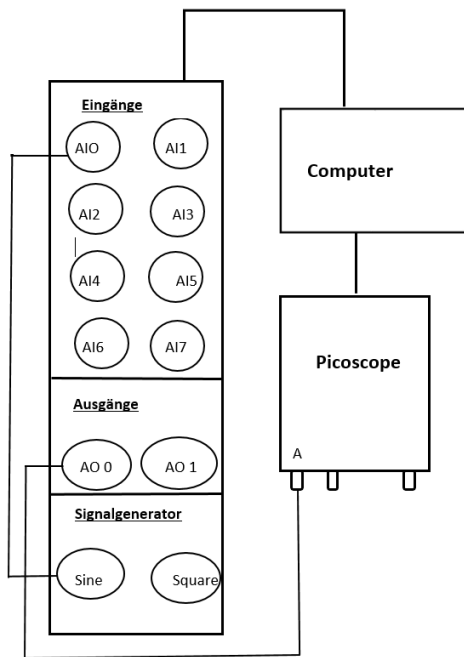 Eingänge
AIO AI1
AI2 AI3
AI4 AI5
AI6 AI7
Ausgänge
AO 0 AO 1
Signalgenerator
Sine Square
Computer
Picoscope
A